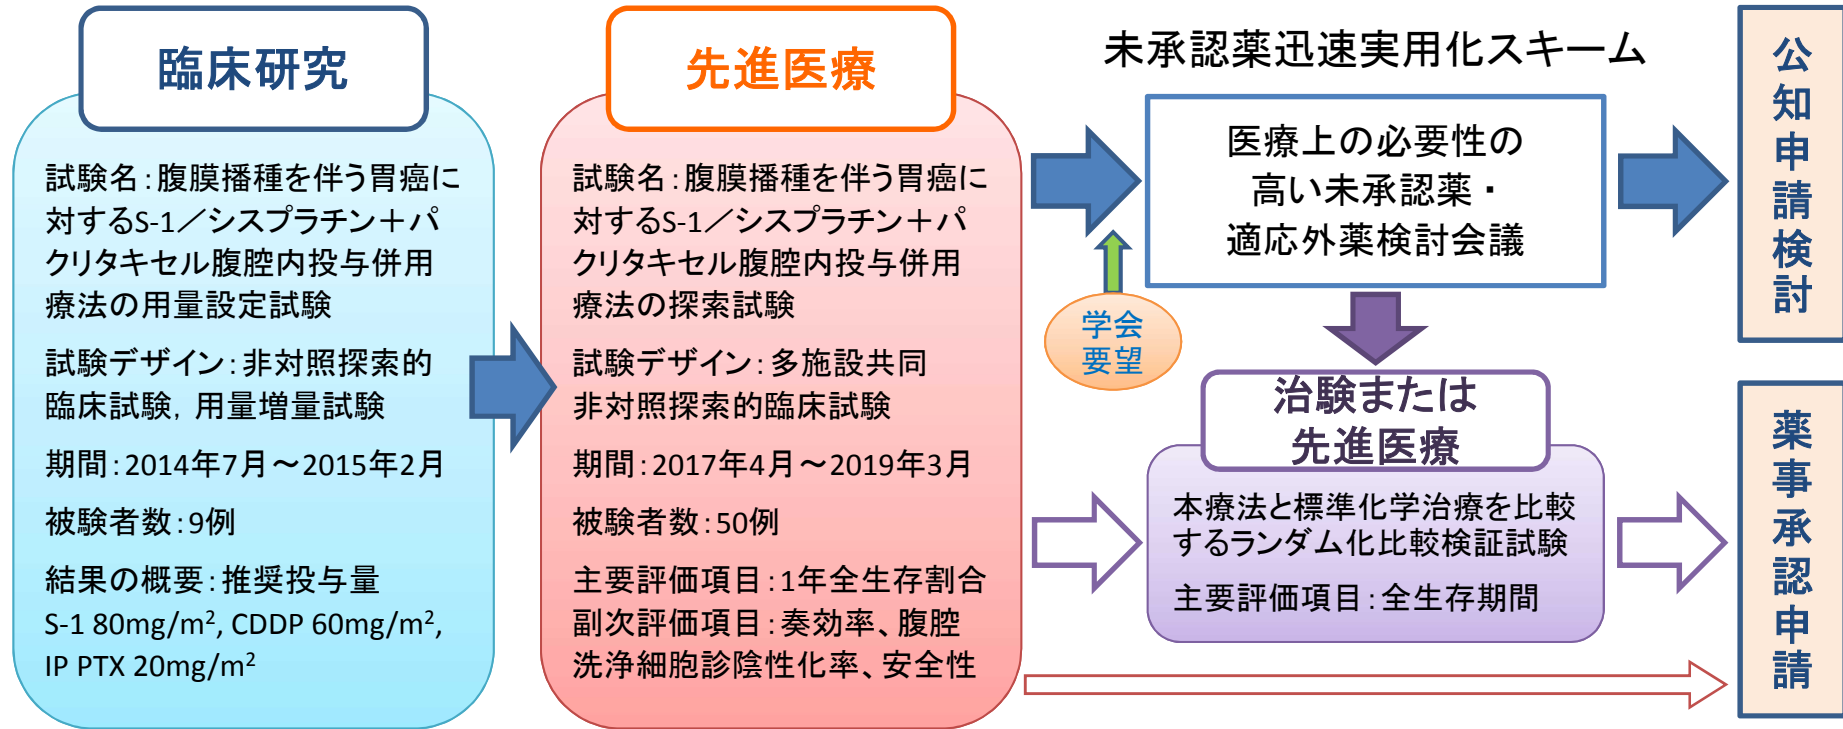 臨床研究
試験名：腹膜播種を伴う胃癌に
対するS-1／シスプラチン＋パ
クリタキセル腹腔内投与併用
療法の用量設定試験
試験デザイン：非対照探索的
臨床試験，用量増量試験
期間：2014年7月～2015年2月
被験者数：9例
結果の概要：推奨投与量
S-1 80mg/m², CDDP 60mg/m²,
IP PTX 20mg/m²
先進医療
試験名：腹膜播種を伴う胃癌に
対するS-1／シスプラチン＋パ
クリタキセル腹腔内投与併用
療法の探索試験
試験デザイン：多施設共同
非対照探索的臨床試験
期間：2017年4月～2019年3月
被験者数：50例
主要評価項目：1年全生存割合
副次評価項目：奏効率、腹腔
洗浄細胞診陰性化率、安全性
未承認薬迅速実用化スキーム
医療上の必要性の
高い未承認薬・
適応外薬検討会議
学会
要望
治験または
先進医療
本療法と標準化学治療を比較
するランダム化比較検証試験
主要評価項目：全生存期間
公知申請検討
薬事承認申請